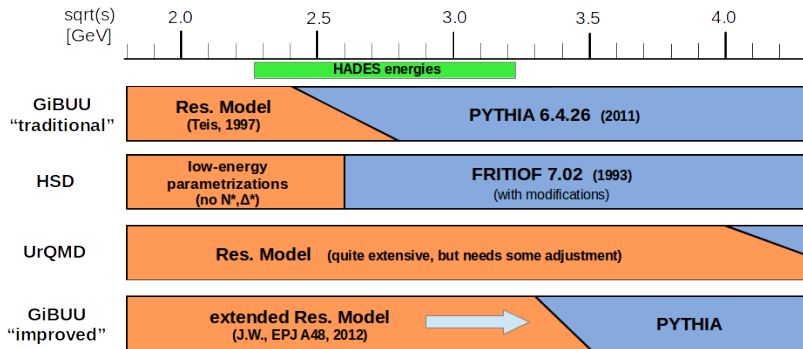 sqrt(s)
[GeV]
2.0 2.5 3.0 3.5 4.0
HADES energies
GiBUU
“traditional”
Res. Model
(Teis, 1997)
PYTHIA 6.4.26 (2011)
HSD
low-energy
parametrizations
(no N*,Δ*)
FRITIOF 7.02 (1993)
(with modifications)
UrQMD
Res. Model (quite extensive, but needs some adjustment)
GiBUU
“improved”
extended Res. Model
(J.W., EPJ A48, 2012)
PYTHIA